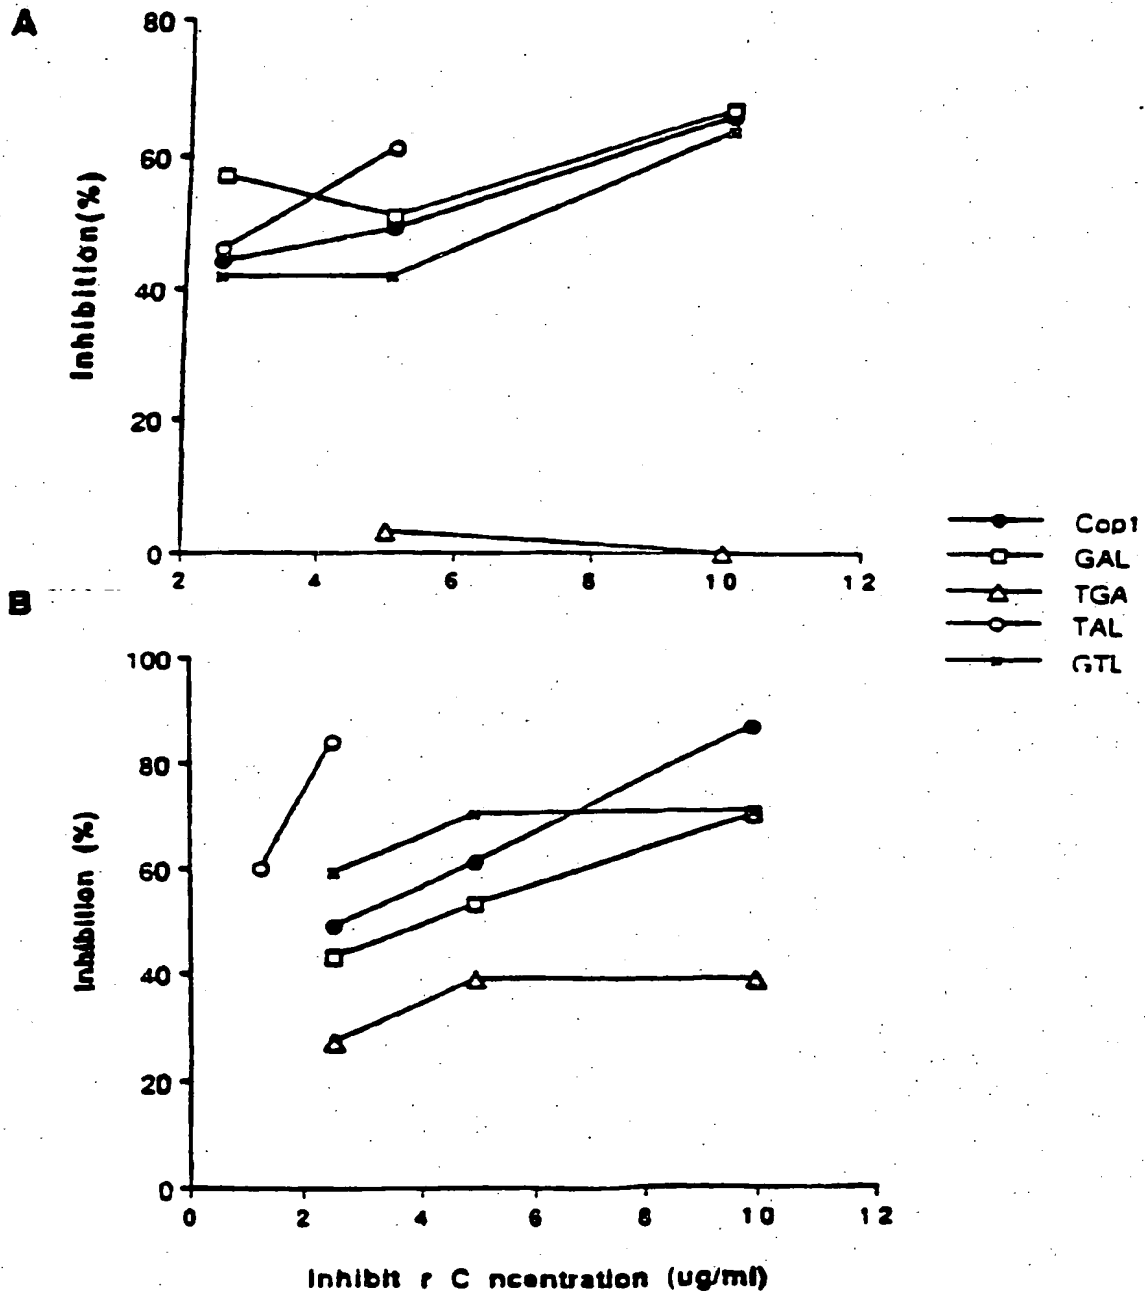 A
80
60
40
20
0
Inhibition(%)
2 4 6 8 10 12
Cop1
GAL
TGA
TAL
GTL
B
100
80
60
40
20
0
Inhibition (%)
0 2 4 6 8 10 12
Inhibit r C ncentration (ug/ml)